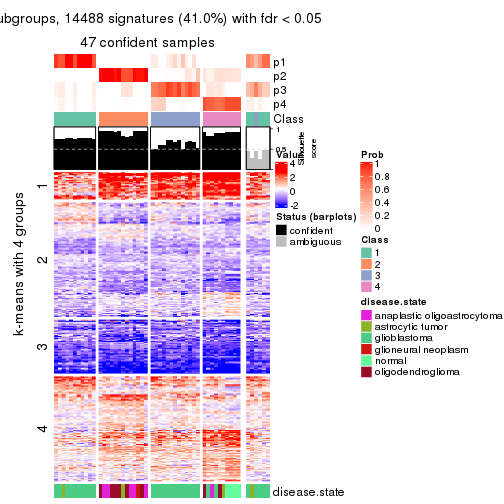 ubgroups, 14488 signatures (41.0%) with fdr < 0.05
47 confident samples
p1
p2
p3
p4
Class
1
0.5
0
Silhouette
score
k-means with 4 groups
1
2
3
4
disease.state
Value
4
2
0
-2
Status (barplots)
confident
ambiguous
Prob
1
0.8
0.6
0.4
0.2
0
Class
1
2
3
4
disease.state
anaplastic oligoastrocytoma
astrocytic tumor
glioblastoma
glioneural neoplasm
normal
oligodendroglioma